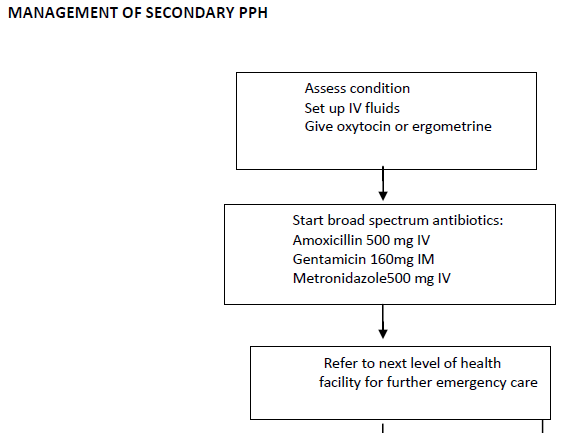 MANAGEMENT OF SECONDARY PPH
Assess condition
Set up IV fluids
Give oxytocin or ergometrine
Start broad spectrum antibiotics:
Amoxicillin 500 mg IV
Gentamicin 160mg IM
Metronidazole500 mg IV
Refer to next level of health
facility for further emergency care